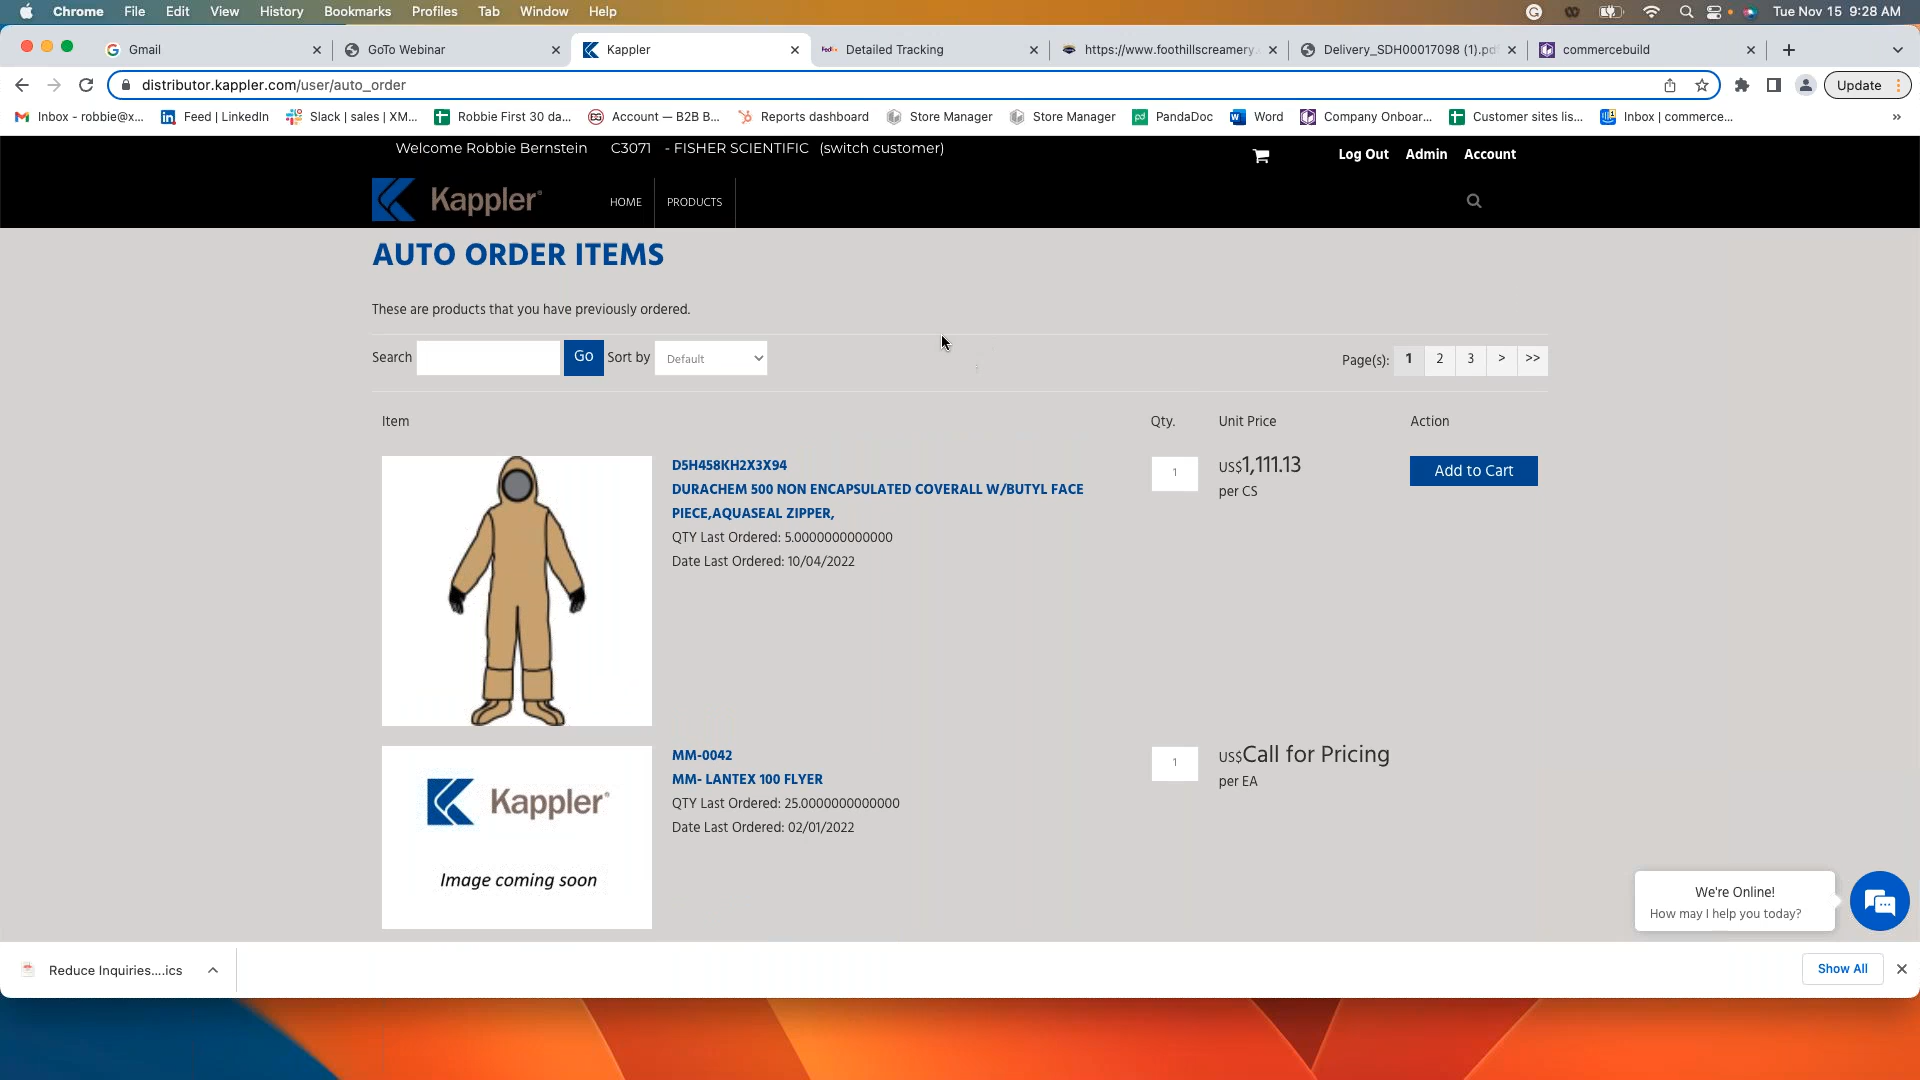 Chrome File Edit View History Bookmarks Profiles Tab Window Help Tue Nov 15 9:28 AM
Gmail GoTo Webinar Kappler Detailed Tracking https://www.foothillscreamery. Delivery_SDH00017098 (1).pdf commercebuild
distributor.kappler.com/user/auto_order Update
Inbox - robbie@x... Feed | LinkedIn Slack | sales | XM... Robbie First 30 da... Account — B2B B... Reports dashboard Store Manager Store Manager PandaDoc Word Company Onboar... Customer sites lis... Inbox | commerce... »
Welcome Robbie Bernstein C3071 - FISHER SCIENTIFIC (switch customer) Log Out Admin Account
Kappler® HOME PRODUCTS
AUTO ORDER ITEMS
These are products that you have previously ordered.
Search Go Sort by Default Page(s): 1 2 3 > >>
Item Qty. Unit Price Action
D5H458KH2X3X94 1 US$1,111.13 Add to Cart
DURACHEM 500 NON ENCAPSULATED COVERALL W/BUTYL FACE per CS
PIECE,AQUASEAL ZIPPER,
QTY Last Ordered: 5.0000000000000
Date Last Ordered: 10/04/2022
MM-0042 1 US$Call for Pricing
MM- LANTEX 100 FLYER per EA
Kappler®
QTY Last Ordered: 25.0000000000000
Date Last Ordered: 02/01/2022
Image coming soon
We're Online!
How may I help you today?
Reduce Inquiries....ics Show All